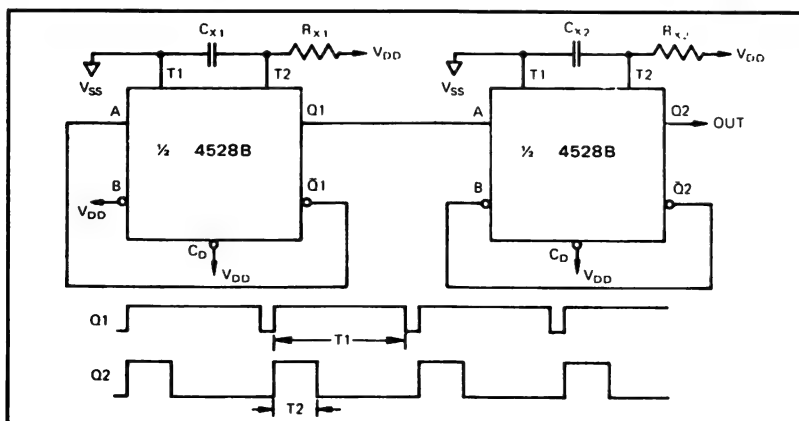 CX1 RX1 VDD CX2 RX2 VDD
VSS T1 T2 VSS T1 T2
A Q1 A Q2 OUT
½ 4528B ½ 4528B
B Q̄1 B Q̄2
VDD
CD CD
VDD VDD
Q1
T1
Q2
T2